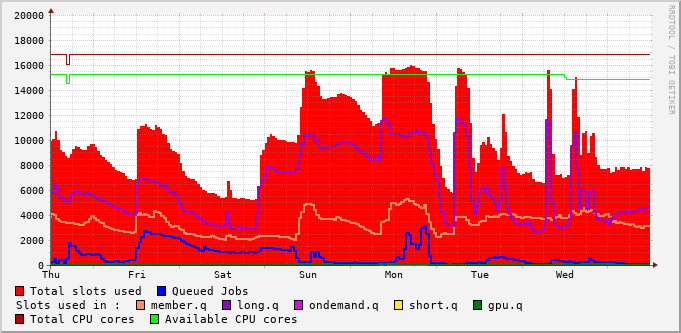 20000
18000
16000
14000
12000
10000
8000
6000
4000
2000
0
Thu Fri Sat Sun Mon Tue Wed
RRDTOOL / TOBI OETIKER
Total slots used Queued Jobs
Slots used in : member.q long.q ondemand.q short.q gpu.q
Total CPU cores Available CPU cores